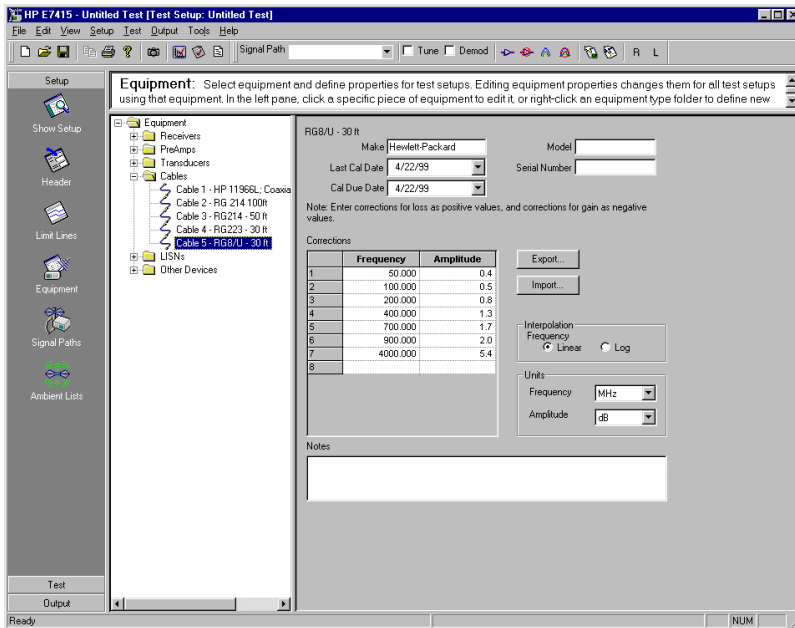 HP E7415 - Untitled Test [Test Setup: Untitled Test]
File Edit View Setup Test Output Tools Help
Signal Path Tune Demod R L
Setup
Show Setup
Header
Limit Lines
Equipment
Signal Paths
Ambient Lists
Test
Output
Equipment: Select equipment and define properties for test setups. Editing equipment properties changes them for all test setups
using that equipment. In the left pane, click a specific piece of equipment to edit it, or right-click an equipment type folder to define new
Equipment
Receivers
PreAmps
Transducers
Cables
Cable 1 - HP 11966L; Coaxia
Cable 2 - RG 214 100ft
Cable 3 - RG214 - 50 ft
Cable 4 - RG223 - 30 ft
Cable 5 - RG8/U - 30 ft
LISNs
Other Devices
RG8/U - 30 ft
Make Hewlett-Packard Model
Last Cal Date 4/22/99 Serial Number
Cal Due Date 4/22/99
Note: Enter corrections for loss as positive values, and corrections for gain as negative
values.
Corrections
Frequency Amplitude
1 50.000 0.4
2 100.000 0.5
3 200.000 0.8
4 400.000 1.3
5 700.000 1.7
6 900.000 2.0
7 4000.000 5.4
8
Export...
Import...
Interpolation
Frequency
Linear Log
Units
Frequency MHz
Amplitude dB
Notes
Ready NUM